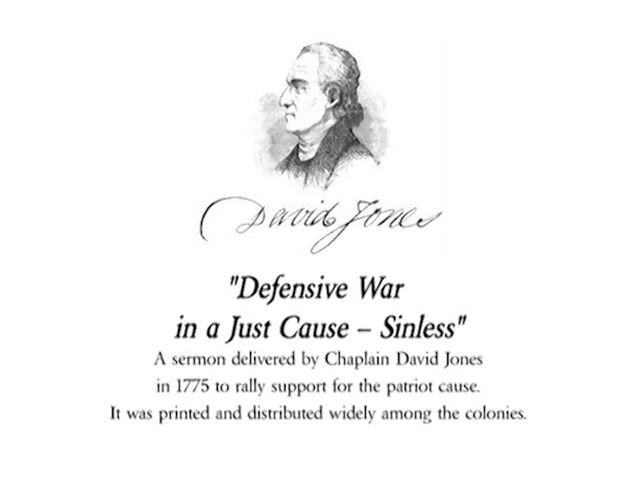 David Jones
"Defensive War
in a Just Cause – Sinless"
A sermon delivered by Chaplain David Jones
in 1775 to rally support for the patriot cause.
It was printed and distributed widely among the colonies.